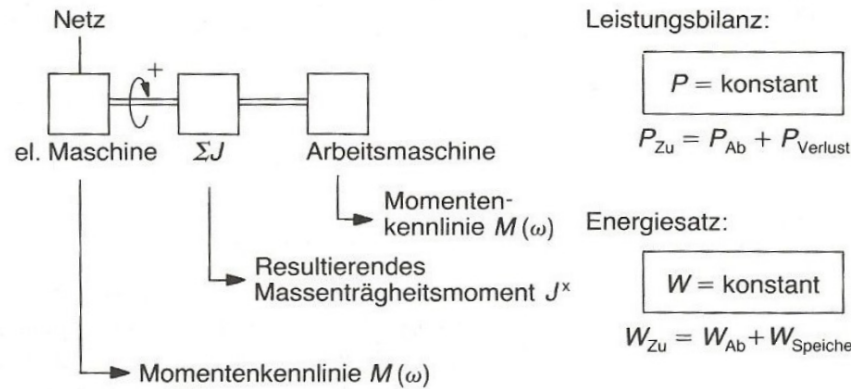 Netz
+
el. Maschine
ΣJ
Arbeitsmaschine
Momenten-
kennlinie M(ω)
Resultierendes
Massenträgheitsmoment Jˣ
Momentenkennlinie M(ω)
Leistungsbilanz:
P = konstant
P_Zu = P_Ab + P_Verlust
Energiesatz:
W = konstant
W_Zu = W_Ab + W_Speiche